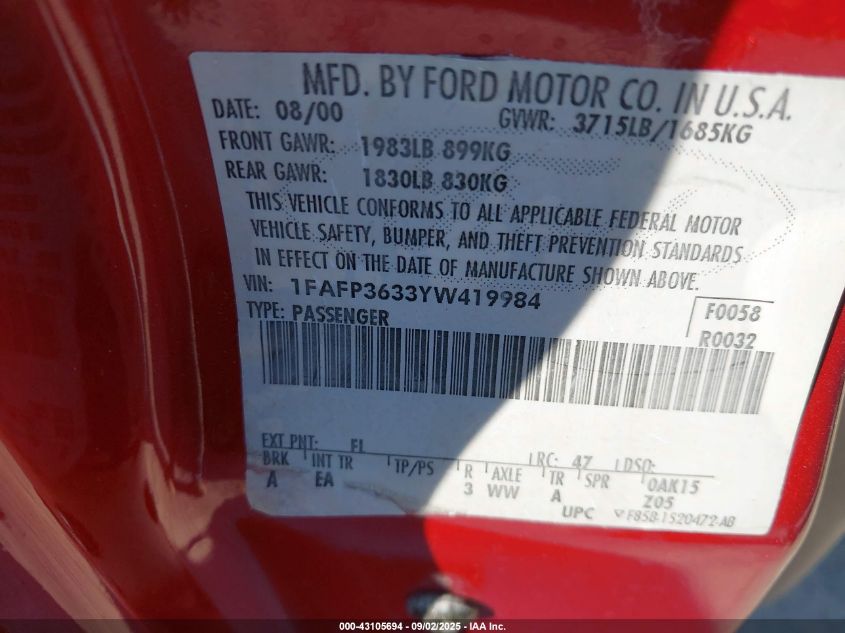 MFD. BY FORD MOTOR CO. IN U.S.A.
DATE: 08/00 GVWR: 3715LB/1685KG
FRONT GAWR: 1983LB 899KG
REAR GAWR: 1830LB 830KG
THIS VEHICLE CONFORMS TO ALL APPLICABLE FEDERAL MOTOR
VEHICLE SAFETY, BUMPER, AND THEFT PREVENTION STANDARDS
IN EFFECT ON THE DATE OF MANUFACTURE SHOWN ABOVE.
VIN: 1FAFP3633YW419984
TYPE: PASSENGER
F0058
R0032
EXT PNT: FL RC: 47 DSO:
BRK INT TR TP/PS R AXLE TR SPR 0AK15
A EA 3 WW A Z05
UPC F85B-1520472-AB
000-43105694 - 09/02/2025 - IAA Inc.